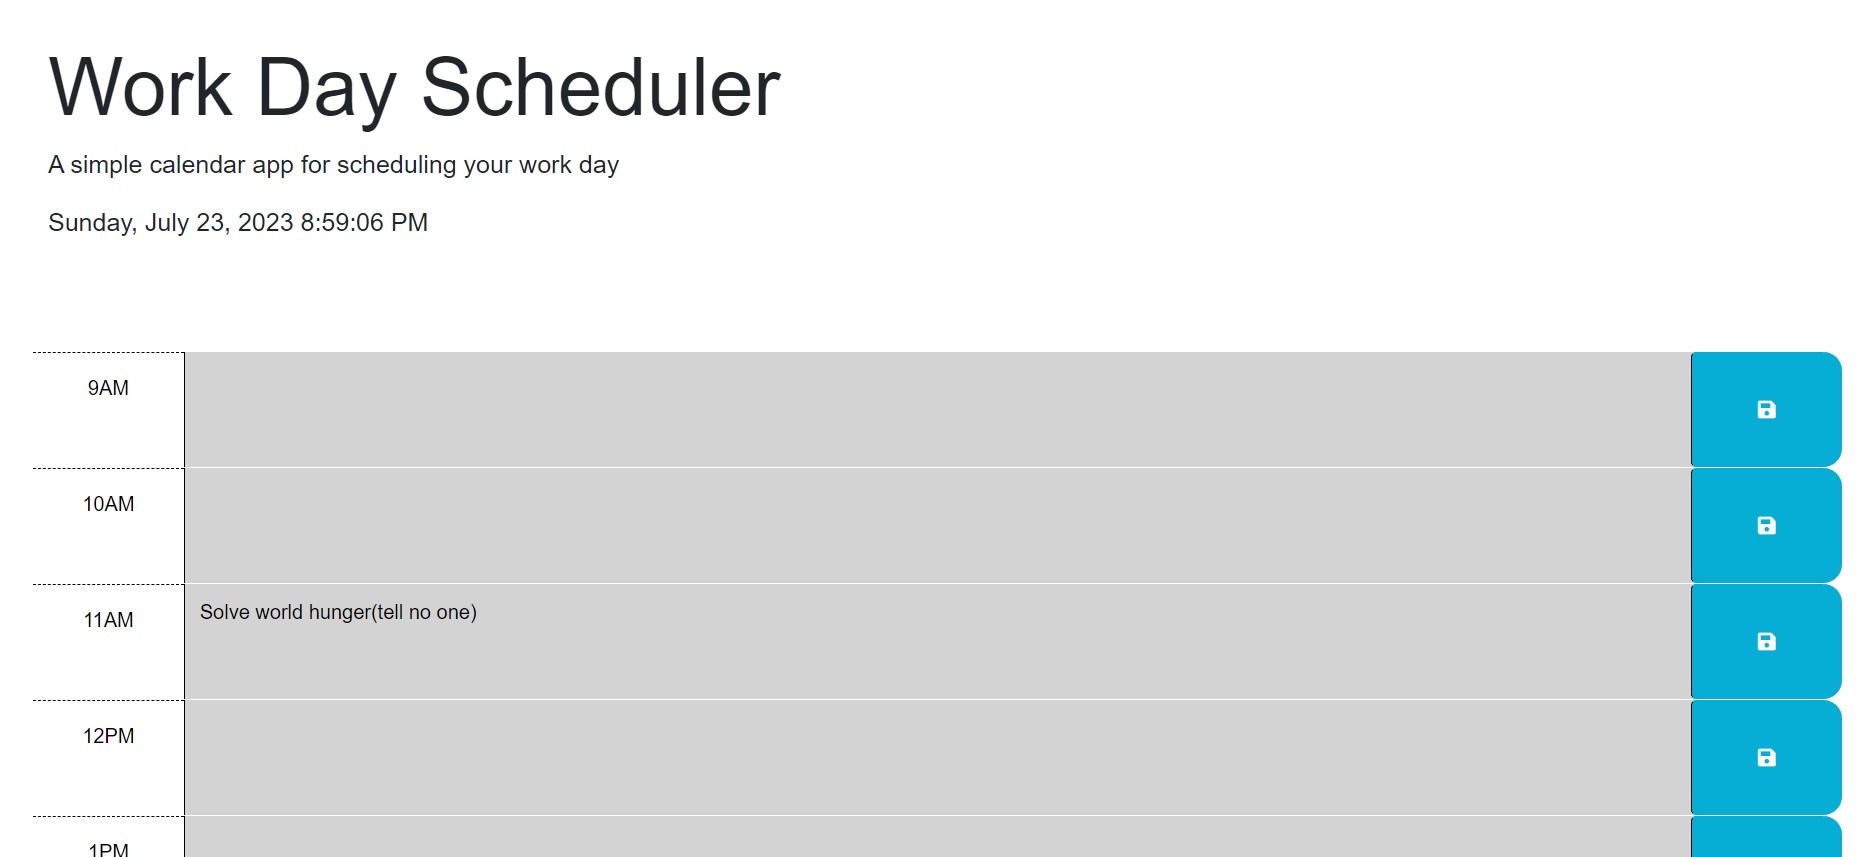 Work Day Scheduler
A simple calendar app for scheduling your work day
Sunday, July 23, 2023 8:59:06 PM
9AM
10AM
11AM
Solve world hunger(tell no one)
12PM
1PM